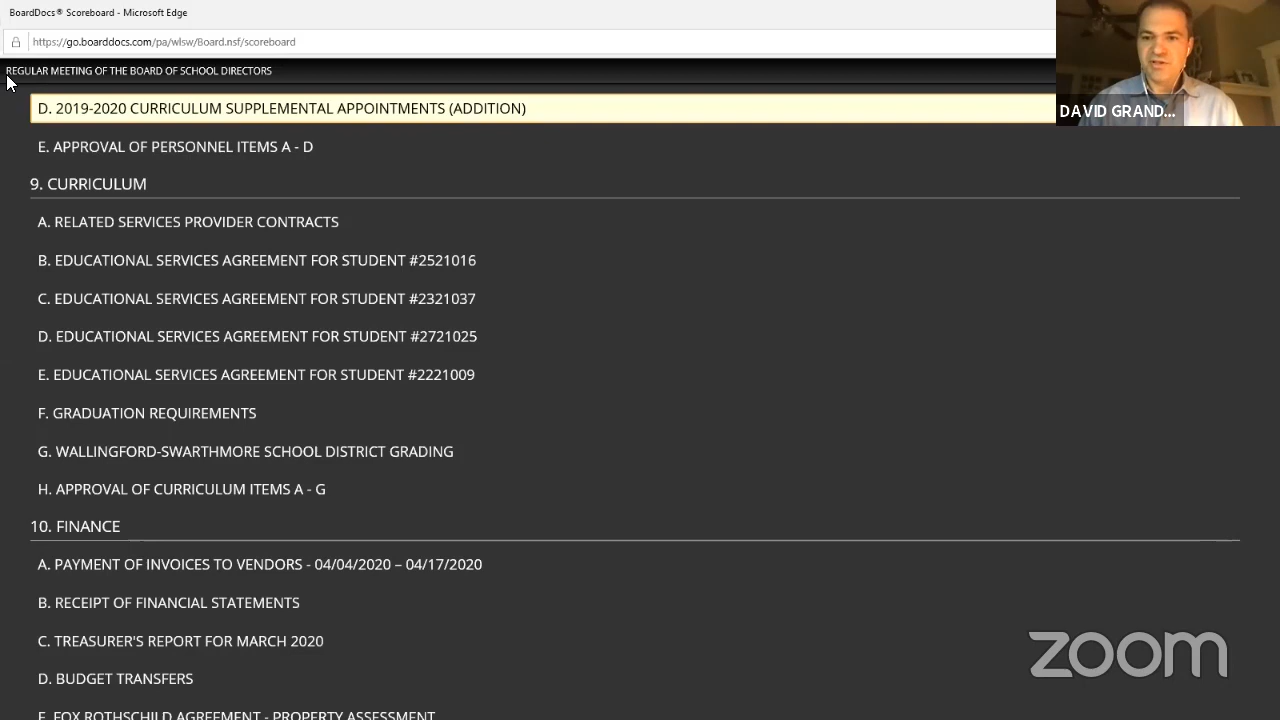 BoardDocs® Scoreboard - Microsoft Edge
https://go.boarddocs.com/pa/wlsw/Board.nsf/scoreboard
REGULAR MEETING OF THE BOARD OF SCHOOL DIRECTORS
D. 2019-2020 CURRICULUM SUPPLEMENTAL APPOINTMENTS (ADDITION)
DAVID GRAND...
E. APPROVAL OF PERSONNEL ITEMS A - D
9. CURRICULUM
A. RELATED SERVICES PROVIDER CONTRACTS
B. EDUCATIONAL SERVICES AGREEMENT FOR STUDENT #2521016
C. EDUCATIONAL SERVICES AGREEMENT FOR STUDENT #2321037
D. EDUCATIONAL SERVICES AGREEMENT FOR STUDENT #2721025
E. EDUCATIONAL SERVICES AGREEMENT FOR STUDENT #2221009
F. GRADUATION REQUIREMENTS
G. WALLINGFORD-SWARTHMORE SCHOOL DISTRICT GRADING
H. APPROVAL OF CURRICULUM ITEMS A - G
10. FINANCE
A. PAYMENT OF INVOICES TO VENDORS - 04/04/2020 – 04/17/2020
B. RECEIPT OF FINANCIAL STATEMENTS
C. TREASURER'S REPORT FOR MARCH 2020
D. BUDGET TRANSFERS
E. FOX ROTHSCHILD AGREEMENT - PROPERTY ASSESSMENT
zoom